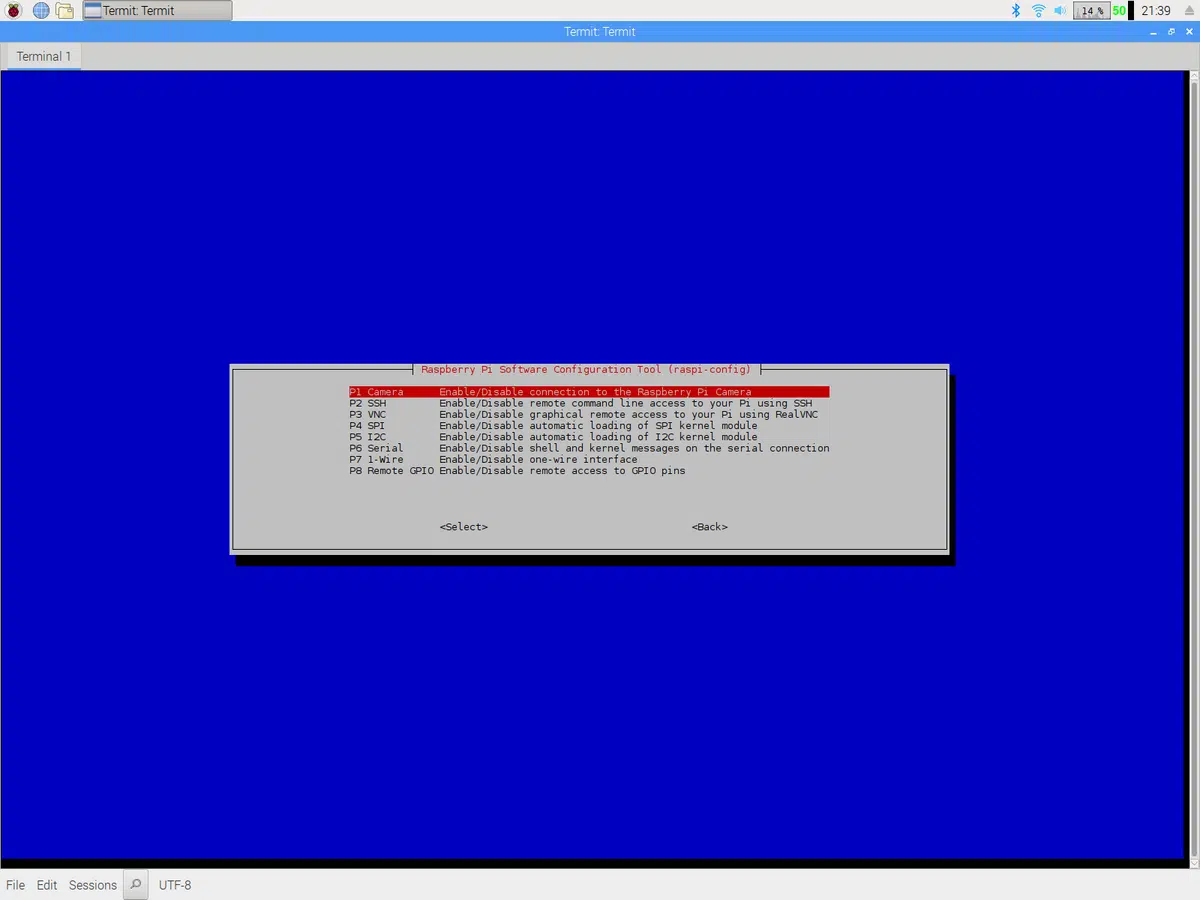 Termit: Termit 14 % 50 21:39
Termit: Termit
Terminal 1
Raspberry Pi Software Configuration Tool (raspi-config)
P1 Camera Enable/Disable connection to the Raspberry Pi Camera
P2 SSH Enable/Disable remote command line access to your Pi using SSH
P3 VNC Enable/Disable graphical remote access to your Pi using RealVNC
P4 SPI Enable/Disable automatic loading of SPI kernel module
P5 I2C Enable/Disable automatic loading of I2C kernel module
P6 Serial Enable/Disable shell and kernel messages on the serial connection
P7 1-Wire Enable/Disable one-wire interface
P8 Remote GPIO Enable/Disable remote access to GPIO pins
<Select> <Back>
File Edit Sessions UTF-8